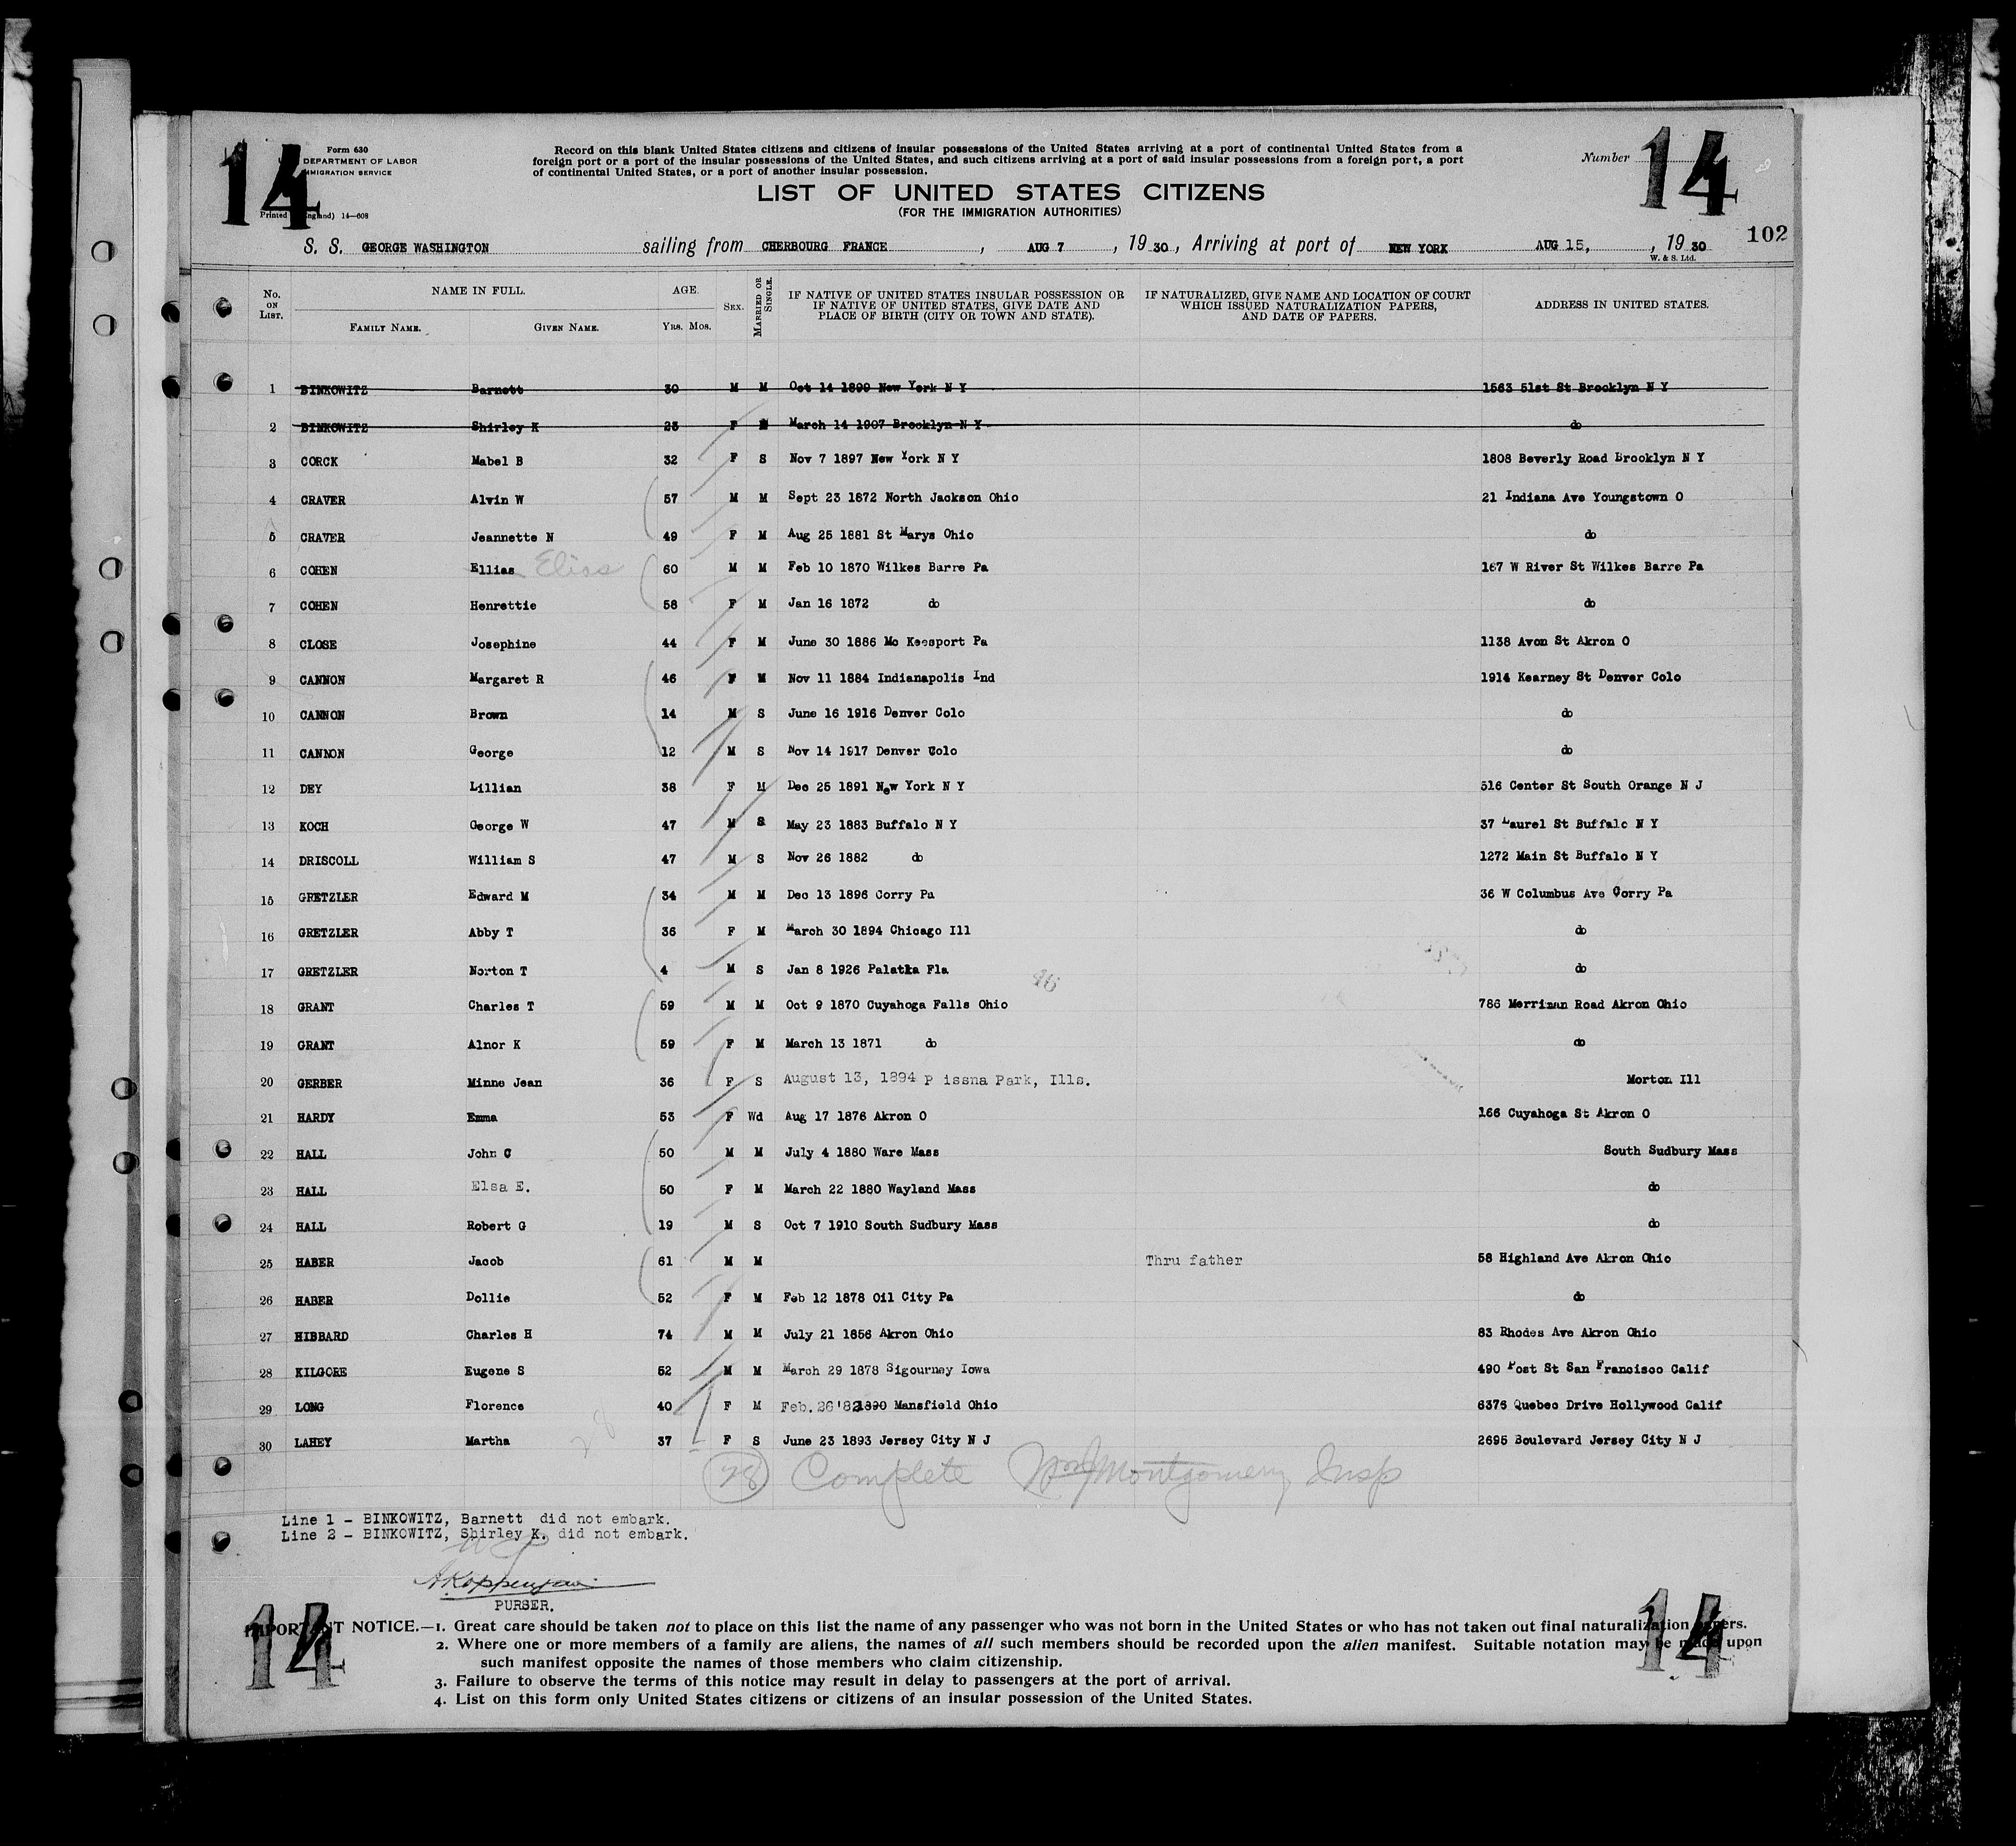 14
Form 630
DEPARTMENT OF LABOR
IMMIGRATION SERVICE
Printed England) 14—608
Record on this blank United States citizens and citizens of insular possessions of the United States arriving at a port of continental United States from a
foreign port or a port of the insular possessions of the United States, and such citizens arriving at a port of said insular possessions from a foreign port, a port
of continental United States, or a port of another insular possession.
Number 14
LIST OF UNITED STATES CITIZENS
(FOR THE IMMIGRATION AUTHORITIES)
S. S. GEORGE WASHINGTON sailing from CHERBOURG FRANCE , AUG 7 , 19 30 , Arriving at port of NEW YORK AUG 15, , 19 30
102
W. & S. Ltd.
No. ON LIST. NAME IN FULL. FAMILY NAME. GIVEN NAME. AGE. YRS. MOS. SEX. MARRIED OR SINGLE. IF NATIVE OF UNITED STATES INSULAR POSSESSION OR IF NATIVE OF UNITED STATES, GIVE DATE AND PLACE OF BIRTH (CITY OR TOWN AND STATE). IF NATURALIZED, GIVE NAME AND LOCATION OF COURT WHICH ISSUED NATURALIZATION PAPERS, AND DATE OF PAPERS. ADDRESS IN UNITED STATES.
1 BINKOWITZ Barnett 30 M M Oct 14 1899 New York N Y 1563 51st St Brooklyn N Y
2 BINKOWITZ Shirley K 23 F March 14 1907 Brooklyn N Y do
3 CORCK Mabel B 32 F S Nov 7 1897 New York N Y 1808 Beverly Road Brooklyn N Y
4 CRAVER Alvin W 57 M M Sept 23 1872 North Jackson Ohio 21 Indiana Ave Youngstown O
5 CRAVER Jeannette N 49 F M Aug 25 1881 St Marys Ohio do
6 COHEN Ellias Elias 60 M M Feb 10 1870 Wilkes Barre Pa 167 W River St Wilkes Barre Pa
7 COHEN Henrettie 58 F M Jan 16 1872 do do
8 CLOSE Josephine 44 F M June 30 1886 Mc Keesport Pa 1138 Avon St Akron O
9 CANNON Margaret R 46 F M Nov 11 1884 Indianapolis Ind 1914 Kearney St Denver Colo
10 CANNON Brown 14 M S June 16 1916 Denver Colo do
11 CANNON George 12 M S Nov 14 1917 Denver Colo do
12 DEY Lillian 38 F M Dec 25 1891 New York N Y 516 Center St South Orange N J
13 KOCH George W 47 M S May 23 1883 Buffalo N Y 37 Laurel St Buffalo N Y
14 DRISCOLL William S 47 M S Nov 26 1882 do 1272 Main St Buffalo N Y
15 GRETZLER Edward M 34 M M Dec 13 1896 Corry Pa 36 W Columbus Ave Corry Pa
16 GRETZLER Abby T 36 F M March 30 1894 Chicago Ill do
17 GRETZLER Norton T 4 M S Jan 8 1926 Palatka Fla do
18 GRANT Charles T 59 M M Oct 9 1870 Cuyahoga Falls Ohio 786 Merriman Road Akron Ohio
19 GRANT Alnor K 59 F M March 13 1871 do do
20 GERBER Minne Jean 36 F S August 13, 1894 P issna Park, Ills. Morton Ill
21 HARDY Emma 53 F Wd Aug 17 1876 Akron O 166 Cuyahoga St Akron O
22 HALL John C 50 M M July 4 1880 Ware Mass South Sudbury Mass
23 HALL Elsa E. 50 F M March 22 1880 Wayland Mass do
24 HALL Robert G 19 M S Oct 7 1910 South Sudbury Mass do
25 HABER Jacob 61 M M Thru father 58 Highland Ave Akron Ohio
26 HABER Dollie 52 F M Feb 12 1878 Oil City Pa do
27 HIBBARD Charles H 74 M M July 21 1856 Akron Ohio 83 Rhodes Ave Akron Ohio
28 KILGORE Eugene S 52 M M March 29 1878 Sigourney Iowa 490 Post St San Francisco Calif
29 LONG Florence 40 F M Feb. 26 1890 Mansfield Ohio 6376 Quebec Drive Hollywood Calif
30 LAHEY Martha 37 F S June 23 1893 Jersey City N J 2695 Boulevard Jersey City N J
28 Complete Wm J Montgomery Insp
Line 1 - BINKOWITZ, Barnett did not embark.
Line 2 - BINKOWITZ, Shirley K. did not embark.
PURSER.
14
14
IMPORTANT NOTICE.—1. Great care should be taken not to place on this list the name of any passenger who was not born in the United States or who has not taken out final naturalization papers.
2. Where one or more members of a family are aliens, the names of all such members should be recorded upon the alien manifest. Suitable notation may be made upon
such manifest opposite the names of those members who claim citizenship.
3. Failure to observe the terms of this notice may result in delay to passengers at the port of arrival.
4. List on this form only United States citizens or citizens of an insular possession of the United States.